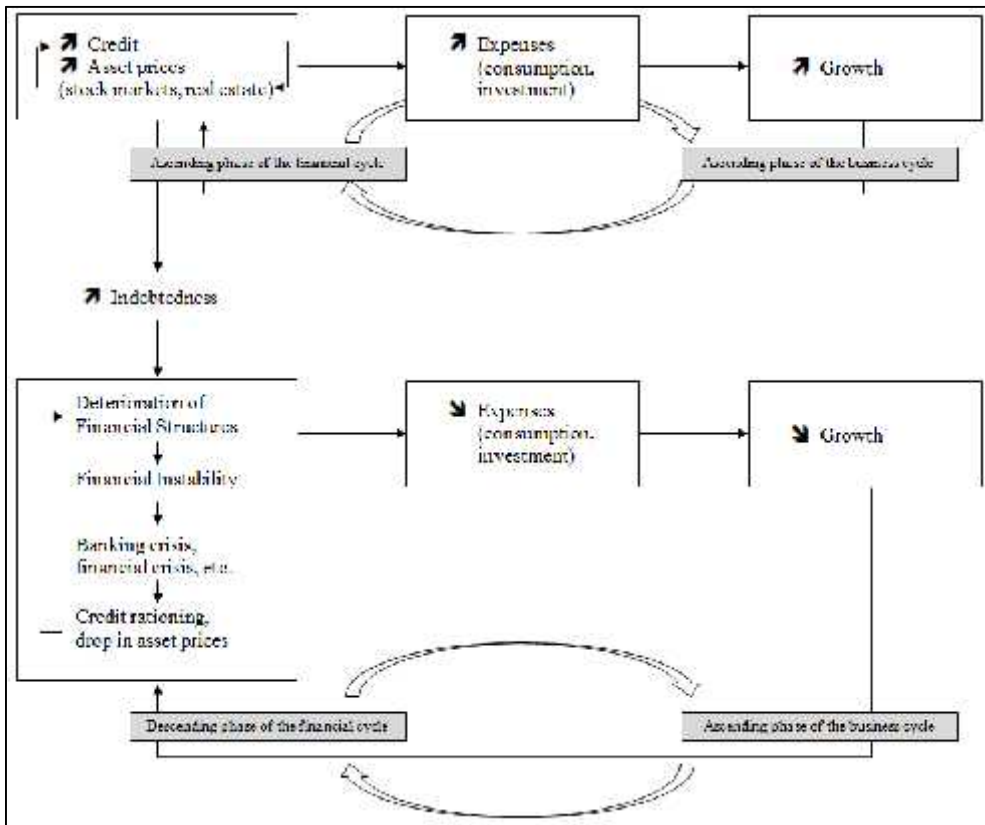 Credit
Asset prices
(stock markets, real estate)
Expenses
(consumption,
investment)
Growth
Ascending phase of the financial cycle
Ascending phase of the business cycle
Indebtedness
Deterioration of
Financial Structures
Financial Instability
Banking crisis,
financial crisis, etc.
Credit rationing,
drop in asset prices
Expenses
(consumption,
investment)
Growth
Descending phase of the financial cycle
Ascending phase of the business cycle